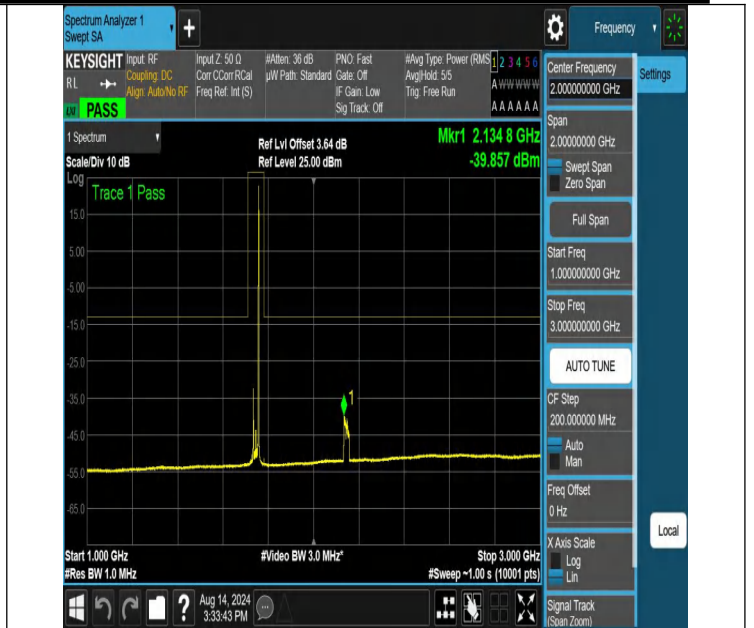 Spectrum Analyzer 1
Swept SA
+
Frequency
KEYSIGHT
RL
PASS
Input: RF
Coupling: DC
Align: Auto/No RF
Input Z: 50 Ω
Corr CCorr RCal
Freq Ref: Int (S)
#Atten: 36 dB
µW Path: Standard
PNO: Fast
Gate: Off
IF Gain: Low
Sig Track: Off
#Avg Type: Power (RMS
Avg|Hold: 5/5
Trig: Free Run
1 2 3 4 5 6
A W W W W W
A A A A A A
1 Spectrum
Scale/Div 10 dB
Ref Lvl Offset 3.64 dB
Ref Level 25.00 dBm
Mkr1 2.134 8 GHz
-39.857 dBm
Log
Trace 1 Pass
15.0
5.00
-5.00
-15.0
-25.0
-35.0
1
-45.0
-55.0
-65.0
Start 1.000 GHz
#Res BW 1.0 MHz
#Video BW 3.0 MHz*
Stop 3.000 GHz
#Sweep ~1.00 s (10001 pts)
?
Aug 14, 2024
3:33:43 PM
Center Frequency
2.000000000 GHz
Settings
Span
2.00000000 GHz
Swept Span
Zero Span
Full Span
Start Freq
1.000000000 GHz
Stop Freq
3.000000000 GHz
AUTO TUNE
CF Step
200.000000 MHz
Auto
Man
Freq Offset
0 Hz
X Axis Scale
Log
Lin
Local
Signal Track
(Span Zoom)